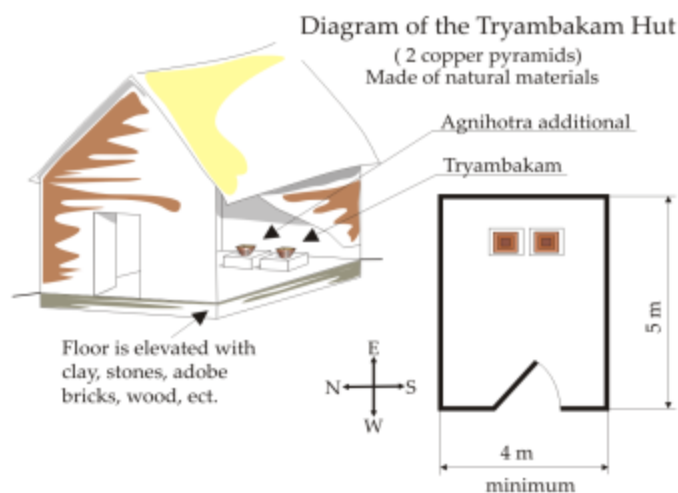 Diagram of the Tryambakam Hut
( 2 copper pyramids)
Made of natural materials
Agnihotra additional
Tryambakam
Floor is elevated with
clay, stones, adobe
bricks, wood, ect.
E
N
S
W
5 m
4 m
minimum